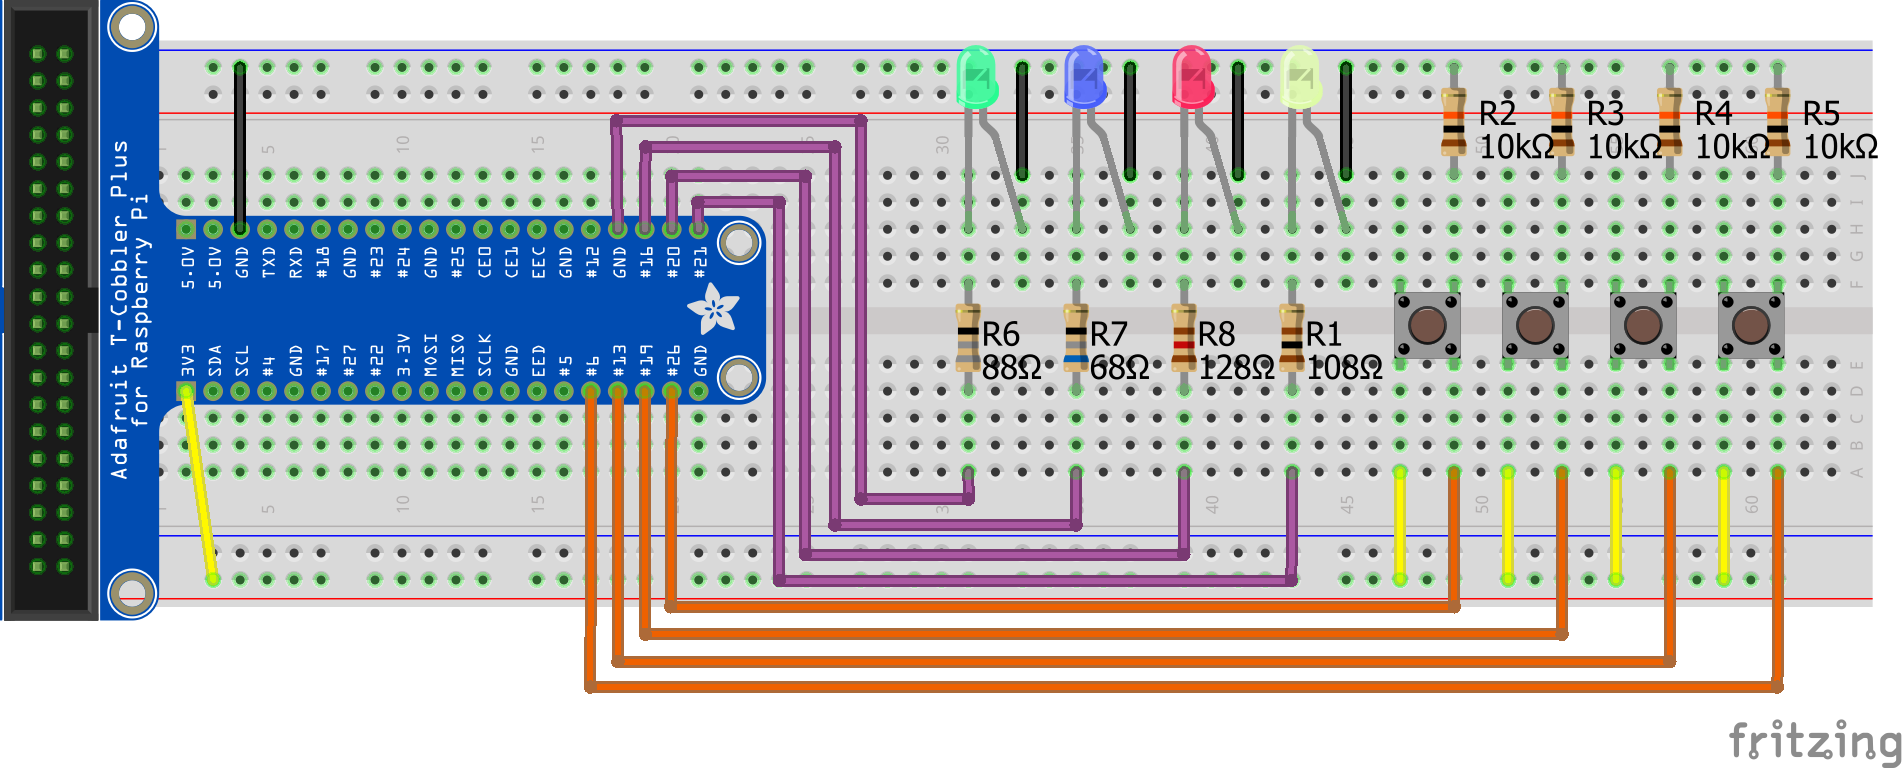 Adafruit T-Cobbler Plus
for Raspberry Pi
5.0V 5.0V GND TXD RXD #18 GND #23 #24 GND #25 CE0 CE1 EEC GND #12 GND #16 #20 #21
3V3 SDA SCL #4 GND #17 #27 #22 3.3V MOSI MISO SCLK GND EED #5 #6 #13 #19 #26 GND
R2
10kΩ
R3
10kΩ
R4
10kΩ
R5
10kΩ
R6
88Ω
R7
68Ω
R8
128Ω
R1
108Ω
1 5 10 15 30 50
J
I
H
G
F
E
D
C
B
A
5 10 15 40 45 50 60
fritzing